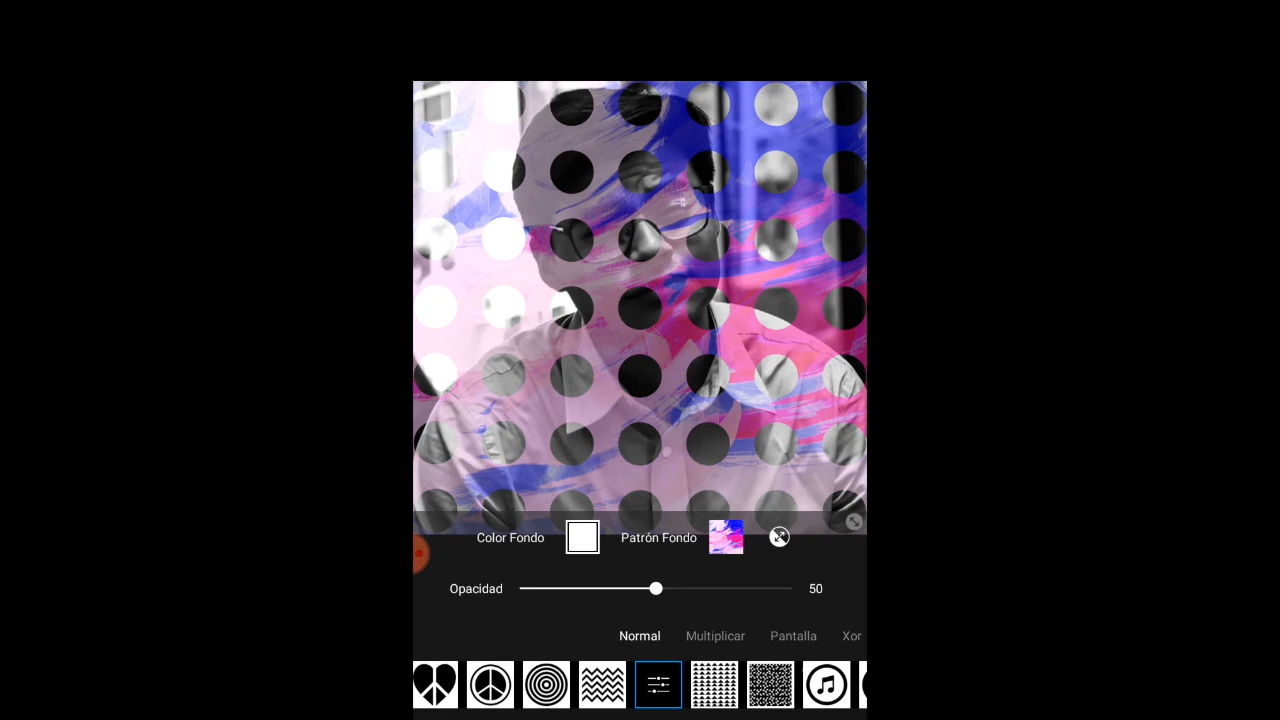 Color Fondo Patrón Fondo
Opacidad 50
Normal Multiplicar Pantalla Xor